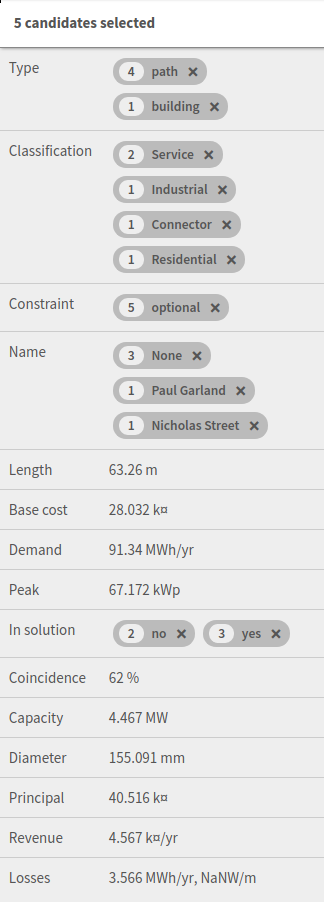 5 candidates selected
Type
4 path ×
1 building ×
Classification
2 Service ×
1 Industrial ×
1 Connector ×
1 Residential ×
Constraint
5 optional ×
Name
3 None ×
1 Paul Garland ×
1 Nicholas Street ×
Length 63.26 m
Base cost 28.032 k¤
Demand 91.34 MWh/yr
Peak 67.172 kWp
In solution 2 no × 3 yes ×
Coincidence 62 %
Capacity 4.467 MW
Diameter 155.091 mm
Principal 40.516 k¤
Revenue 4.567 k¤/yr
Losses 3.566 MWh/yr, NaNW/m